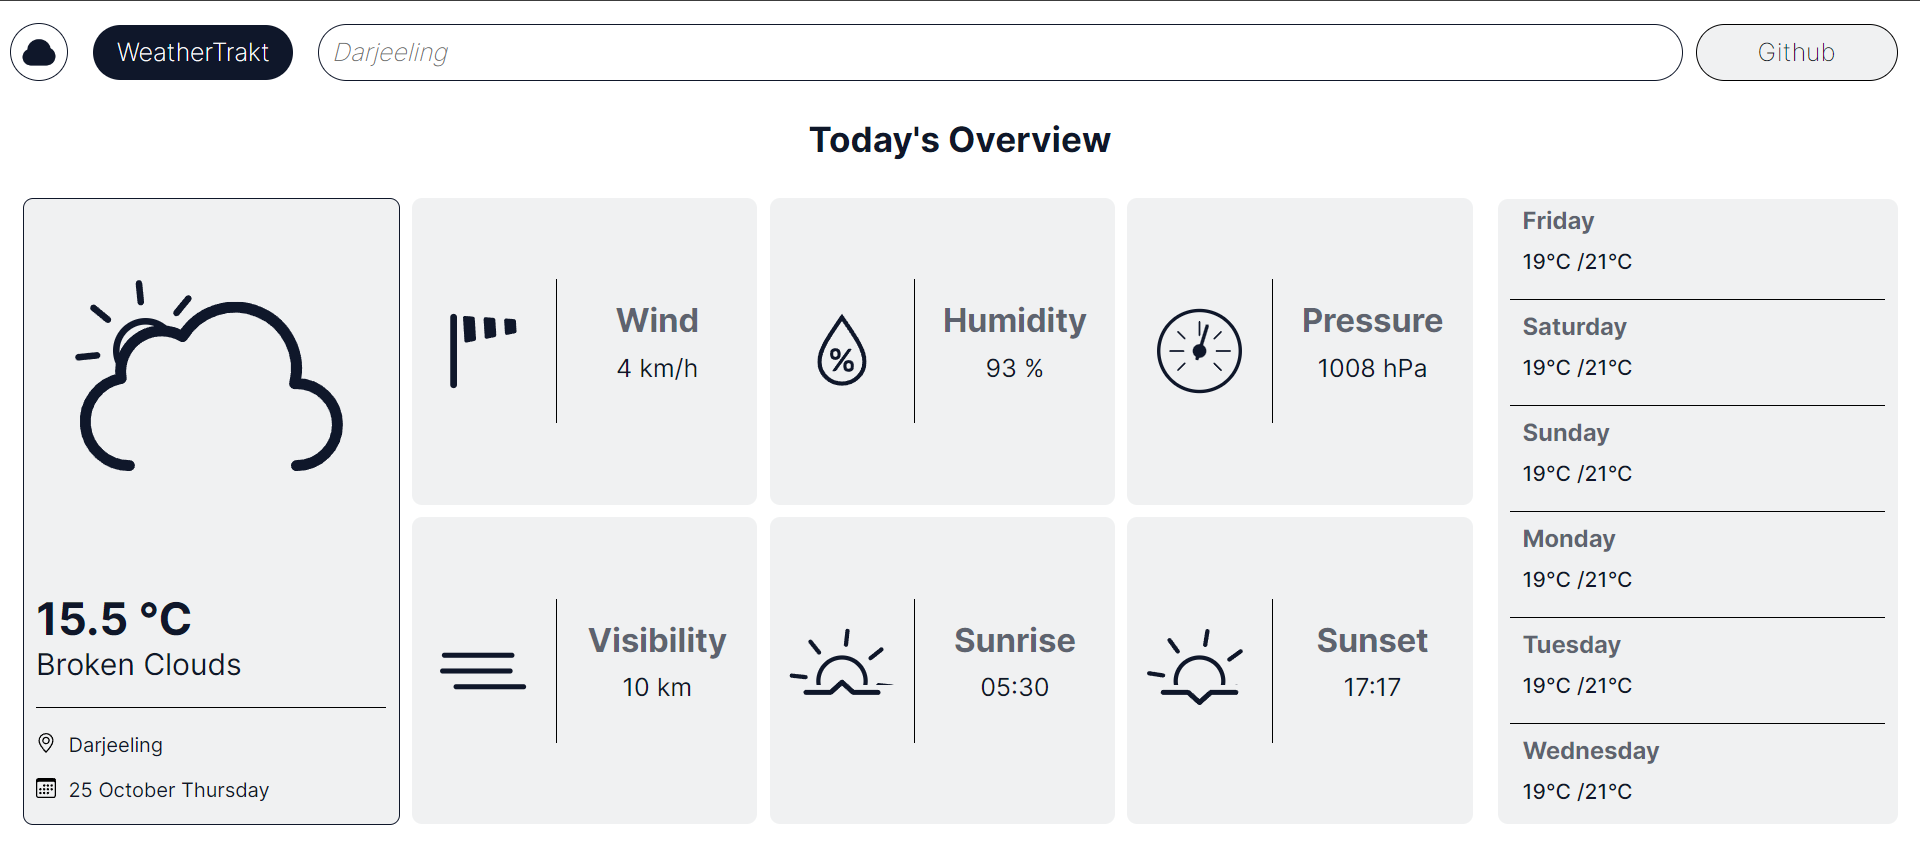 WeatherTrakt
Darjeeling
Github
Today's Overview
15.5 °C
Broken Clouds
Darjeeling
25 October Thursday
Wind
4 km/h
Humidity
%
93 %
Pressure
1008 hPa
Visibility
10 km
Sunrise
05:30
Sunset
17:17
Friday
19°C /21°C
Saturday
19°C /21°C
Sunday
19°C /21°C
Monday
19°C /21°C
Tuesday
19°C /21°C
Wednesday
19°C /21°C